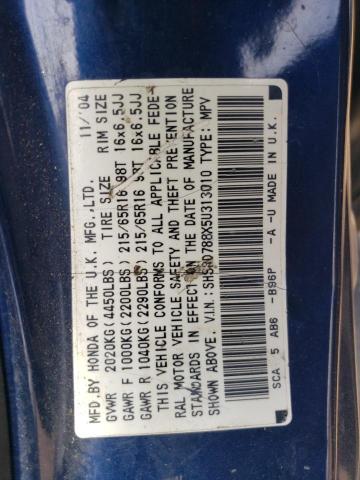 MFD.BY HONDA OF THE U.K. MFG.,LTD. 11/'04
GVWR 2020KG(4450LBS) TIRE SIZE RIM SIZE
GAWR F 1000KG(2200LBS) 215/65R16 98T 16x6.5JJ
GAWR R 1040KG(2290LBS) 215/65R16 98T 16x6.5JJ
THIS VEHICLE CONFORMS TO ALL APPLICABLE FEDE-
RAL MOTOR VEHICLE SAFETY AND THEFT PREVENTION
STANDARDS IN EFFECT ON THE DATE OF MANUFACTURE
SHOWN ABOVE. V.I.N.: SHSRD788X5U313010 TYPE: MPV
SCA 5 AB6 -B96P -A -U MADE IN U.K.